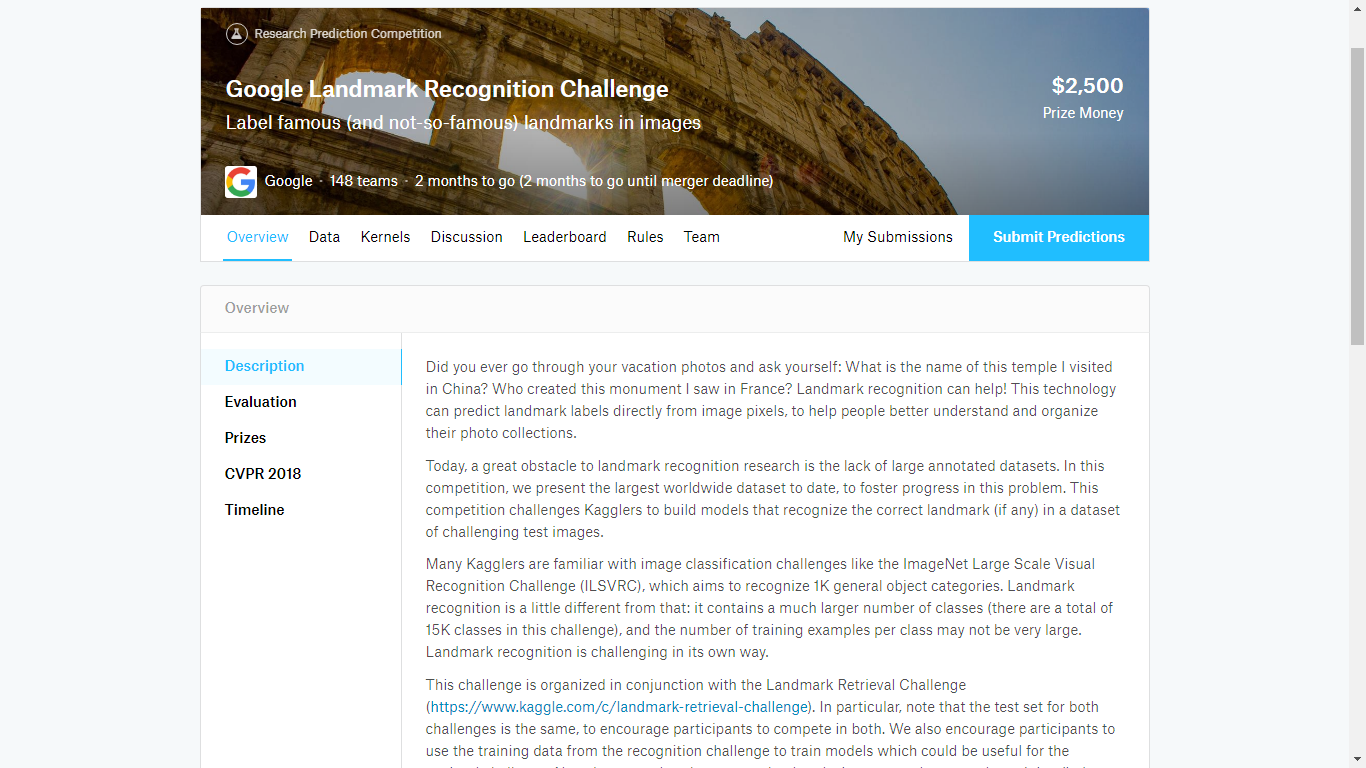 Research Prediction Competition
Google Landmark Recognition Challenge
Label famous (and not-so-famous) landmarks in images
$2,500
Prize Money
Google · 148 teams · 2 months to go (2 months to go until merger deadline)
Overview Data Kernels Discussion Leaderboard Rules Team My Submissions Submit Predictions
Overview
Description
Evaluation
Prizes
CVPR 2018
Timeline
Did you ever go through your vacation photos and ask yourself: What is the name of this temple I visited
in China? Who created this monument I saw in France? Landmark recognition can help! This technology
can predict landmark labels directly from image pixels, to help people better understand and organize
their photo collections.
Today, a great obstacle to landmark recognition research is the lack of large annotated datasets. In this
competition, we present the largest worldwide dataset to date, to foster progress in this problem. This
competition challenges Kagglers to build models that recognize the correct landmark (if any) in a dataset
of challenging test images.
Many Kagglers are familiar with image classification challenges like the ImageNet Large Scale Visual
Recognition Challenge (ILSVRC), which aims to recognize 1K general object categories. Landmark
recognition is a little different from that: it contains a much larger number of classes (there are a total of
15K classes in this challenge), and the number of training examples per class may not be very large.
Landmark recognition is challenging in its own way.
This challenge is organized in conjunction with the Landmark Retrieval Challenge
(https://www.kaggle.com/c/landmark-retrieval-challenge). In particular, note that the test set for both
challenges is the same, to encourage participants to compete in both. We also encourage participants to
use the training data from the recognition challenge to train models which could be useful for the